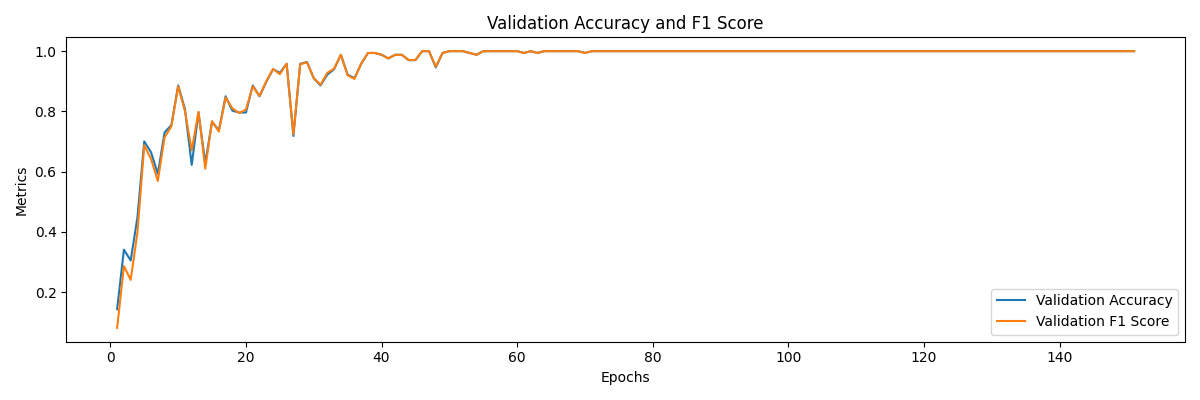 Validation Accuracy and F1 Score
1.0
0.8
0.6
0.4
0.2
Metrics
Validation Accuracy
Validation F1 Score
0 20 40 60 80 100 120 140
Epochs